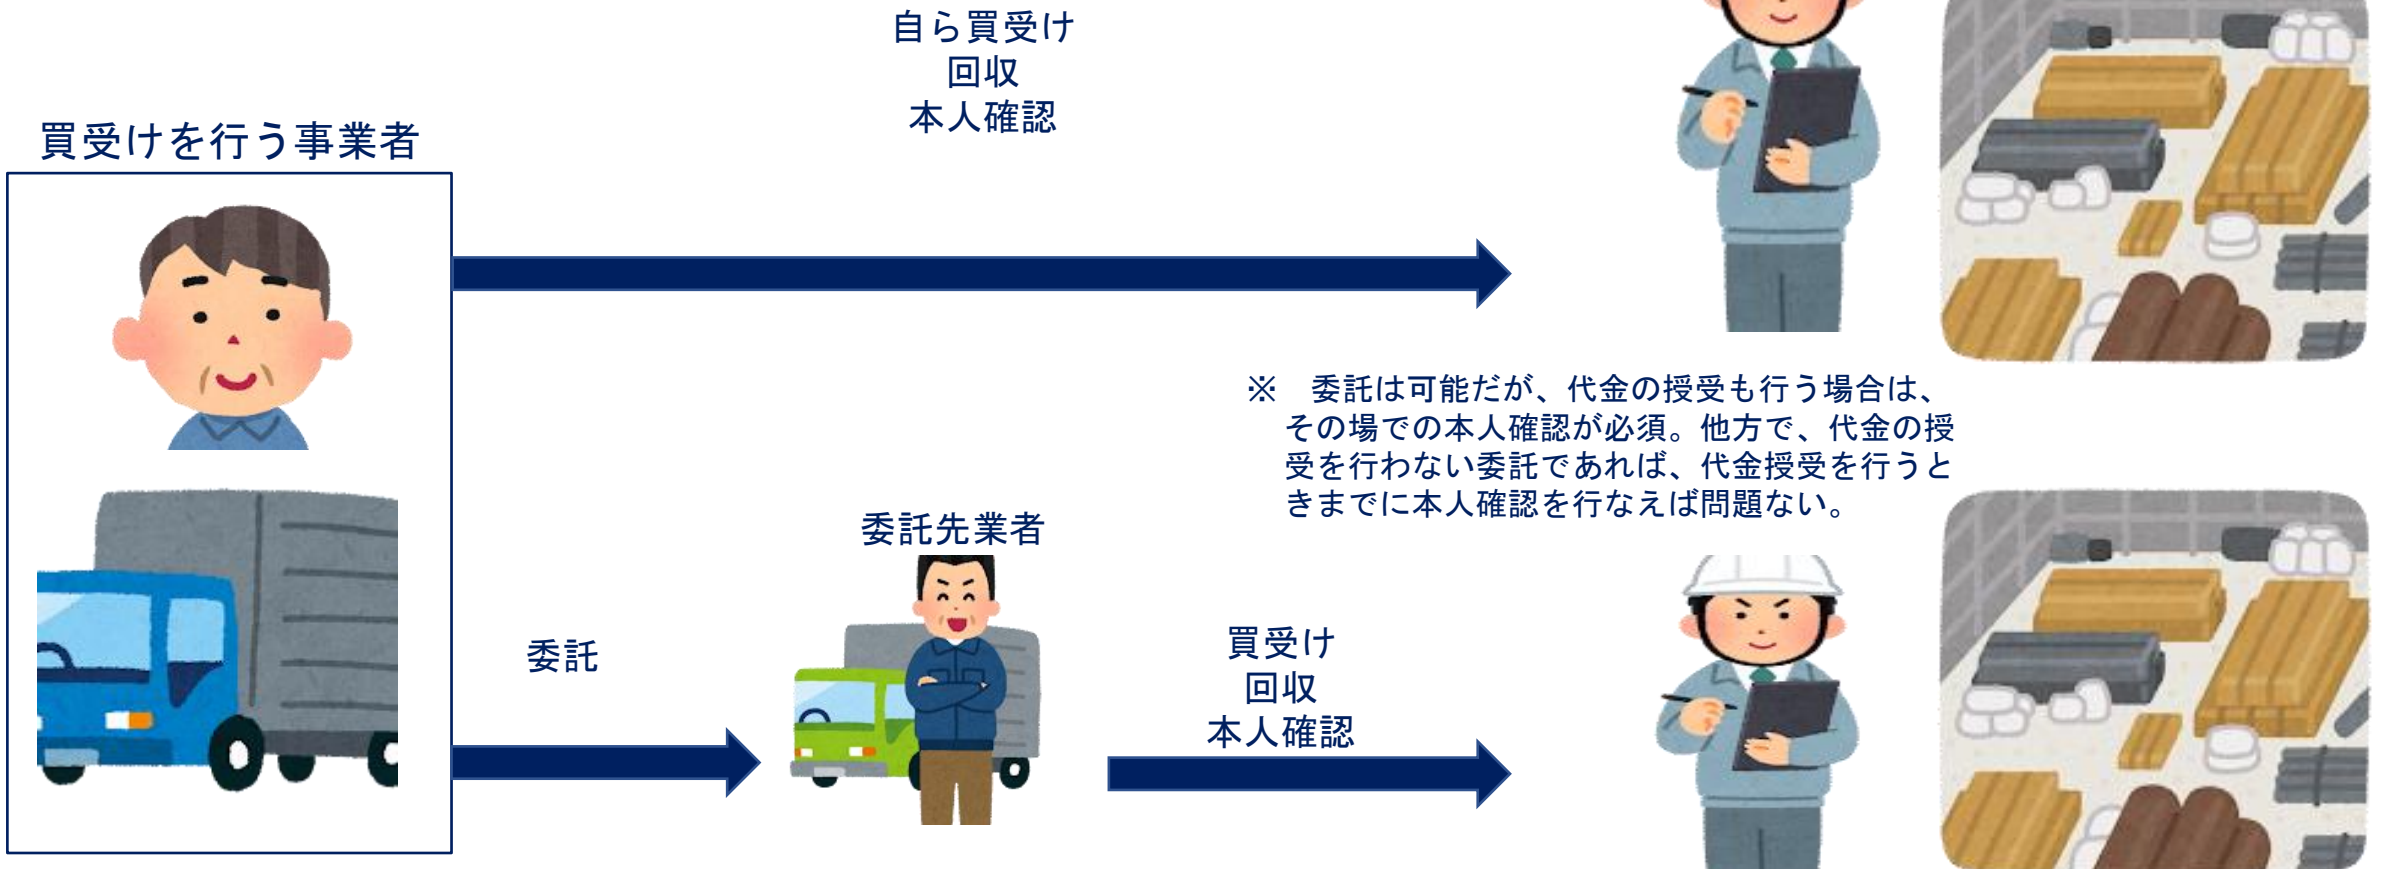 自ら買受け
回収
本人確認
買受けを行う事業者
※　委託は可能だが、代金の授受も行う場合は、
その場での本人確認が必須。他方で、代金の授
受を行わない委託であれば、代金授受を行うと
きまでに本人確認を行なえば問題ない。
委託先業者
委託
買受け
回収
本人確認